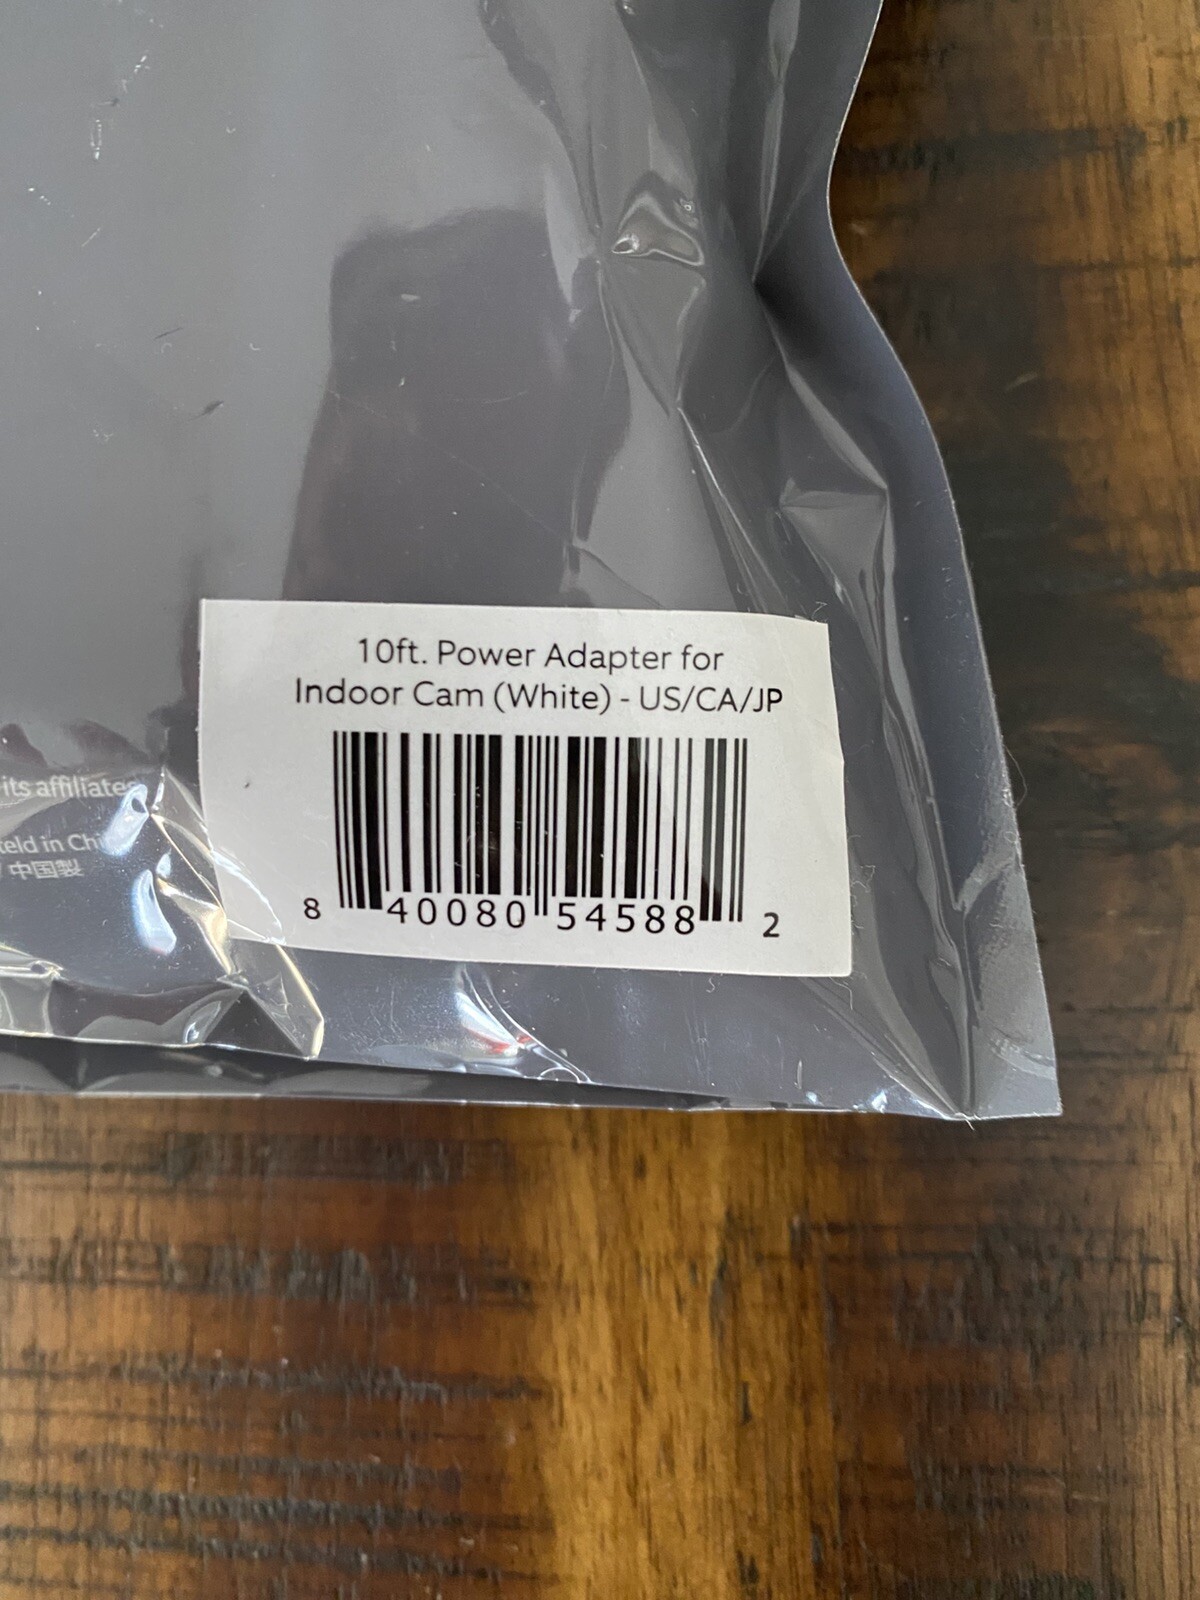 10ft. Power Adapter for
Indoor Cam (White) - US/CA/JP
8 40080 54588 2
its affiliates
in
中国製